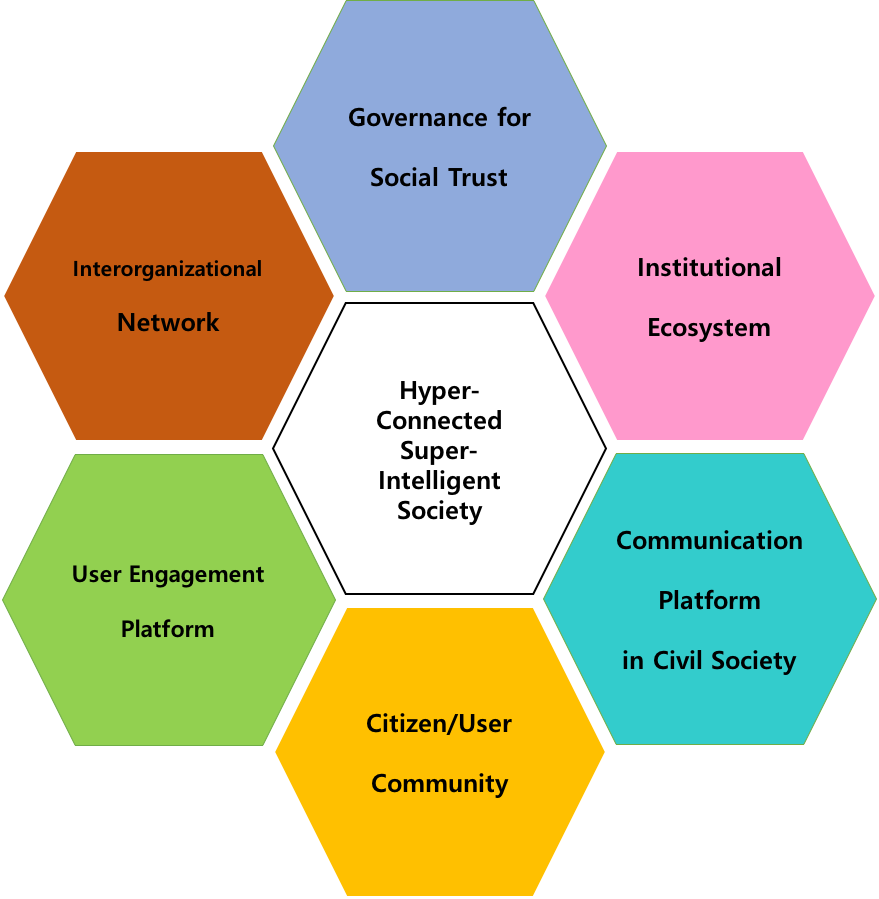 Governance for
Social Trust
Interorganizational
Network
Institutional
Ecosystem
Hyper-
Connected
Super-
Intelligent
Society
User Engagement
Platform
Communication
Platform
in Civil Society
Citizen/User
Community